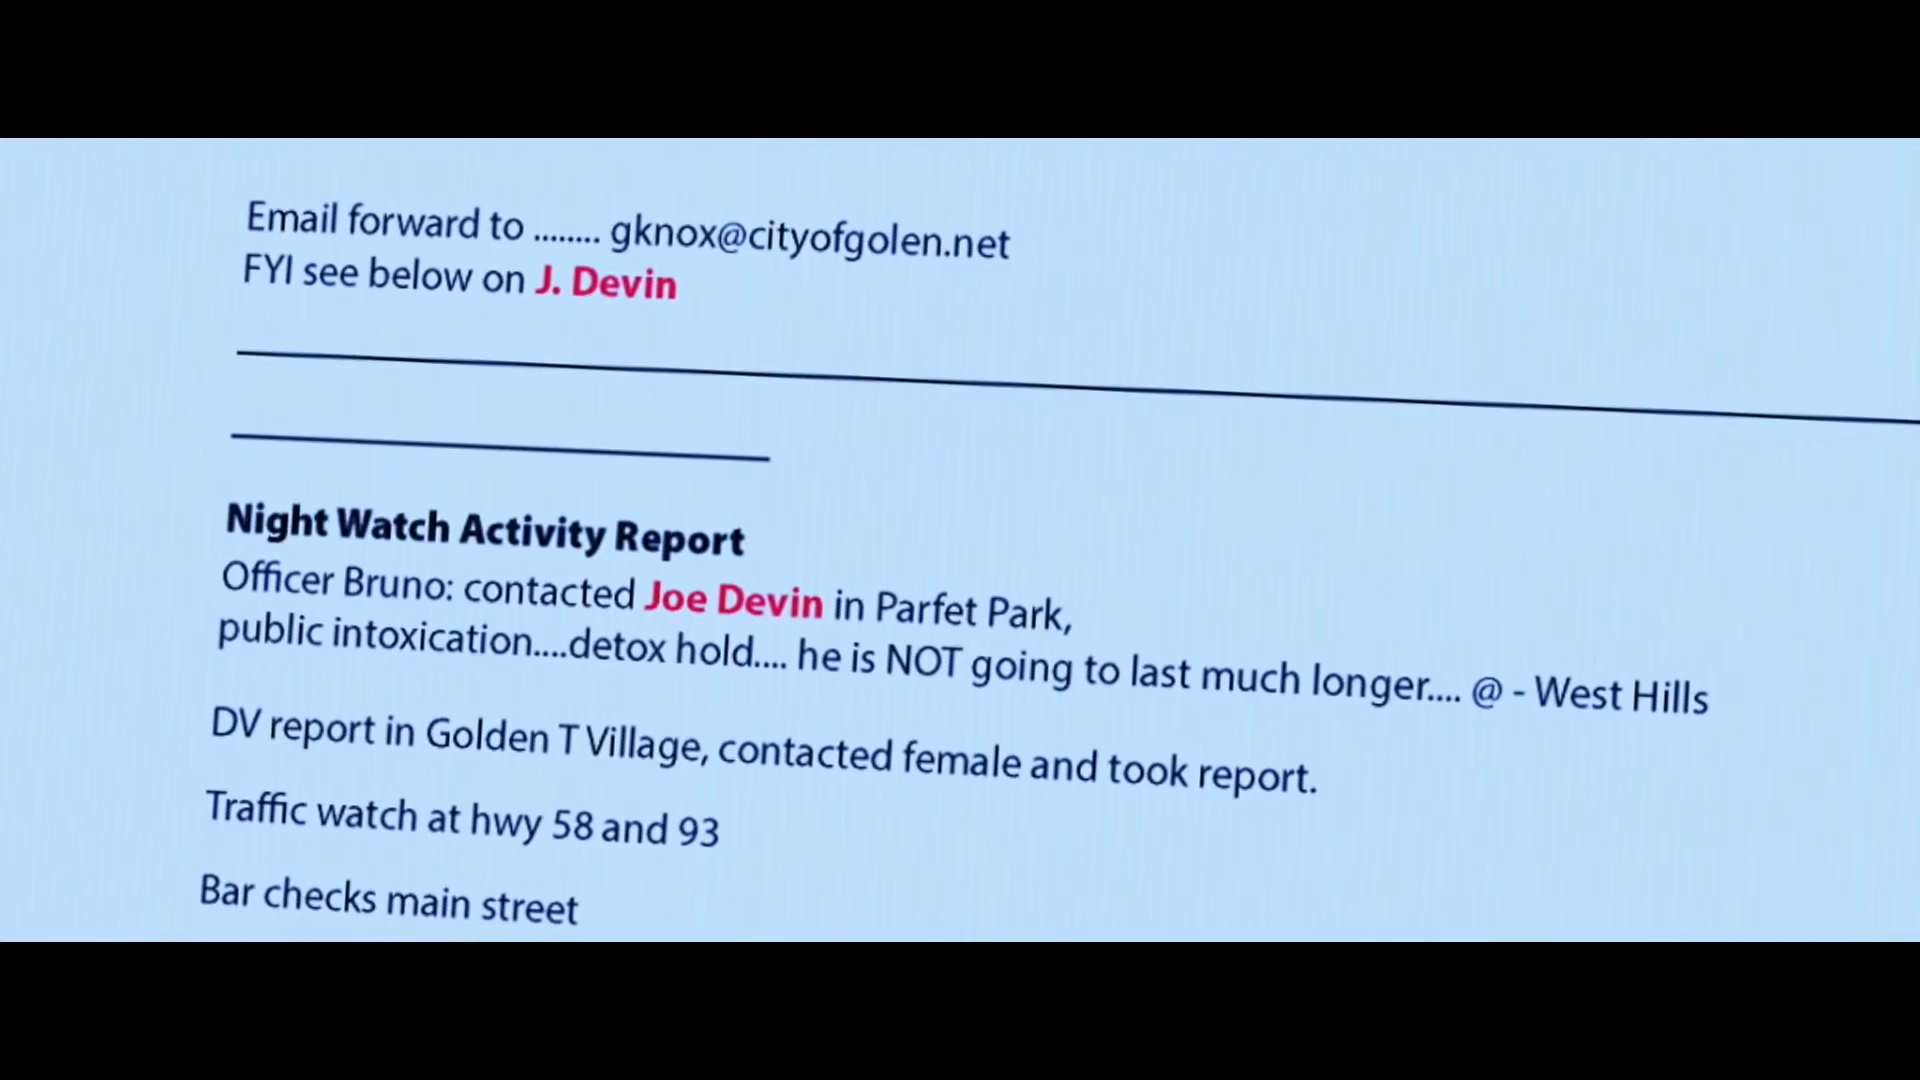 Email forward to ........ gknox@cityofgolen.net
FYI see below on J. Devin
Night Watch Activity Report
Officer Bruno: contacted Joe Devin in Parfet Park,
public intoxication....detox hold.... he is NOT going to last much longer.... @ - West Hills
DV report in Golden T Village, contacted female and took report.
Traffic watch at hwy 58 and 93
Bar checks main street